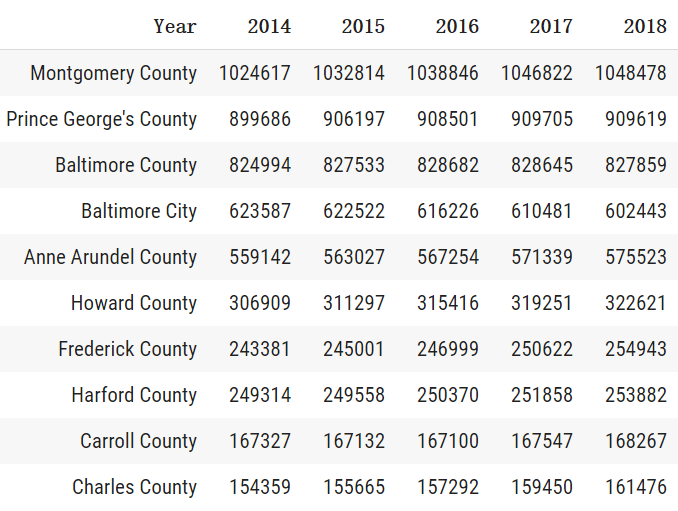 Year 2014 2015 2016 2017 2018
Montgomery County 1024617 1032814 1038846 1046822 1048478
Prince George's County 899686 906197 908501 909705 909619
Baltimore County 824994 827533 828682 828645 827859
Baltimore City 623587 622522 616226 610481 602443
Anne Arundel County 559142 563027 567254 571339 575523
Howard County 306909 311297 315416 319251 322621
Frederick County 243381 245001 246999 250622 254943
Harford County 249314 249558 250370 251858 253882
Carroll County 167327 167132 167100 167547 168267
Charles County 154359 155665 157292 159450 161476